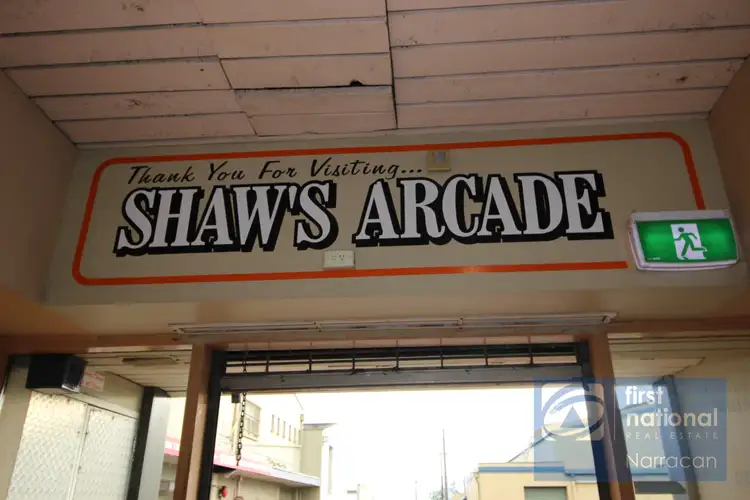 Thank You For Visiting...
SHAW'S ARCADE
first
national
REAL ESTATE
Narracan